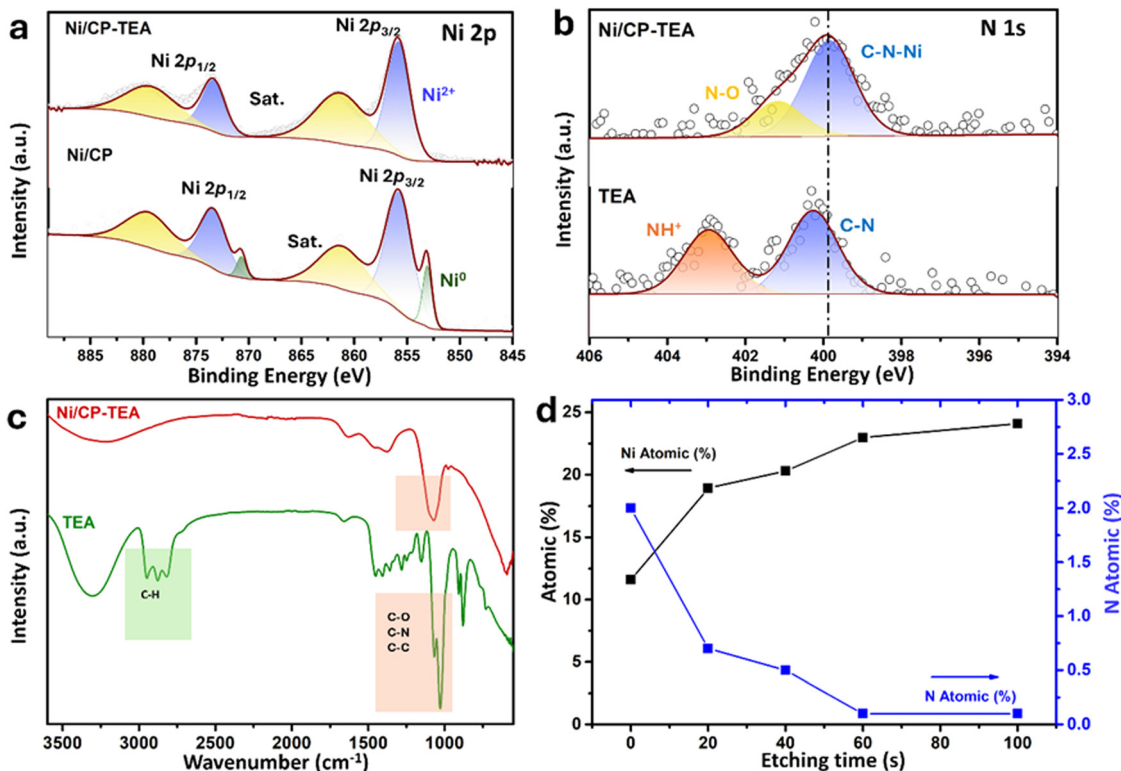 a
Ni/CP-TEA
Ni 2p3/2
Ni 2p
Ni 2p1/2
Sat.
Ni2+
Ni/CP
Ni 2p1/2
Ni 2p3/2
Sat.
Ni0
Intensity (a.u.)
885 880 875 870 865 860 855 850 845
Binding Energy (eV)
b
Ni/CP-TEA
N 1s
C-N-Ni
N-O
TEA
NH+
C-N
Intensity (a.u.)
406 404 402 400 398 396 394
Binding Energy (eV)
c
Ni/CP-TEA
TEA
C-H
C-O
C-N
C-C
Intensity (a.u.)
3500 3000 2500 2000 1500 1000
Wavenumber (cm-1)
d
25
20
15
10
5
0
Atomic (%)
Ni Atomic (%)
N Atomic (%)
3.0
2.5
2.0
1.5
1.0
0.5
0.0
N Atomic (%)
0 20 40 60 80 100
Etching time (s)